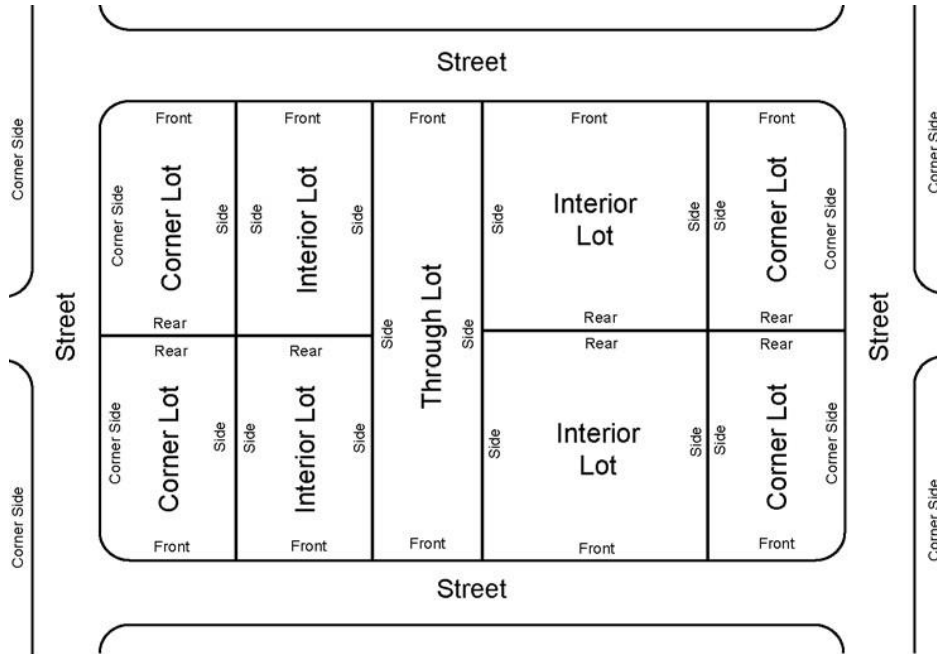 Street
Corner Side
Corner Side
Front
Front
Front
Front
Front
Corner Side
Corner Lot
Side
Side
Interior Lot
Side
Side
Interior
Lot
Side
Side
Corner Lot
Corner Side
Rear
Rear
Rear
Street
Side
Through Lot
Side
Street
Rear
Rear
Rear
Rear
Corner Side
Corner Lot
Side
Side
Interior Lot
Side
Side
Interior
Lot
Side
Side
Corner Lot
Corner Side
Corner Side
Corner Side
Front
Front
Front
Front
Front
Street